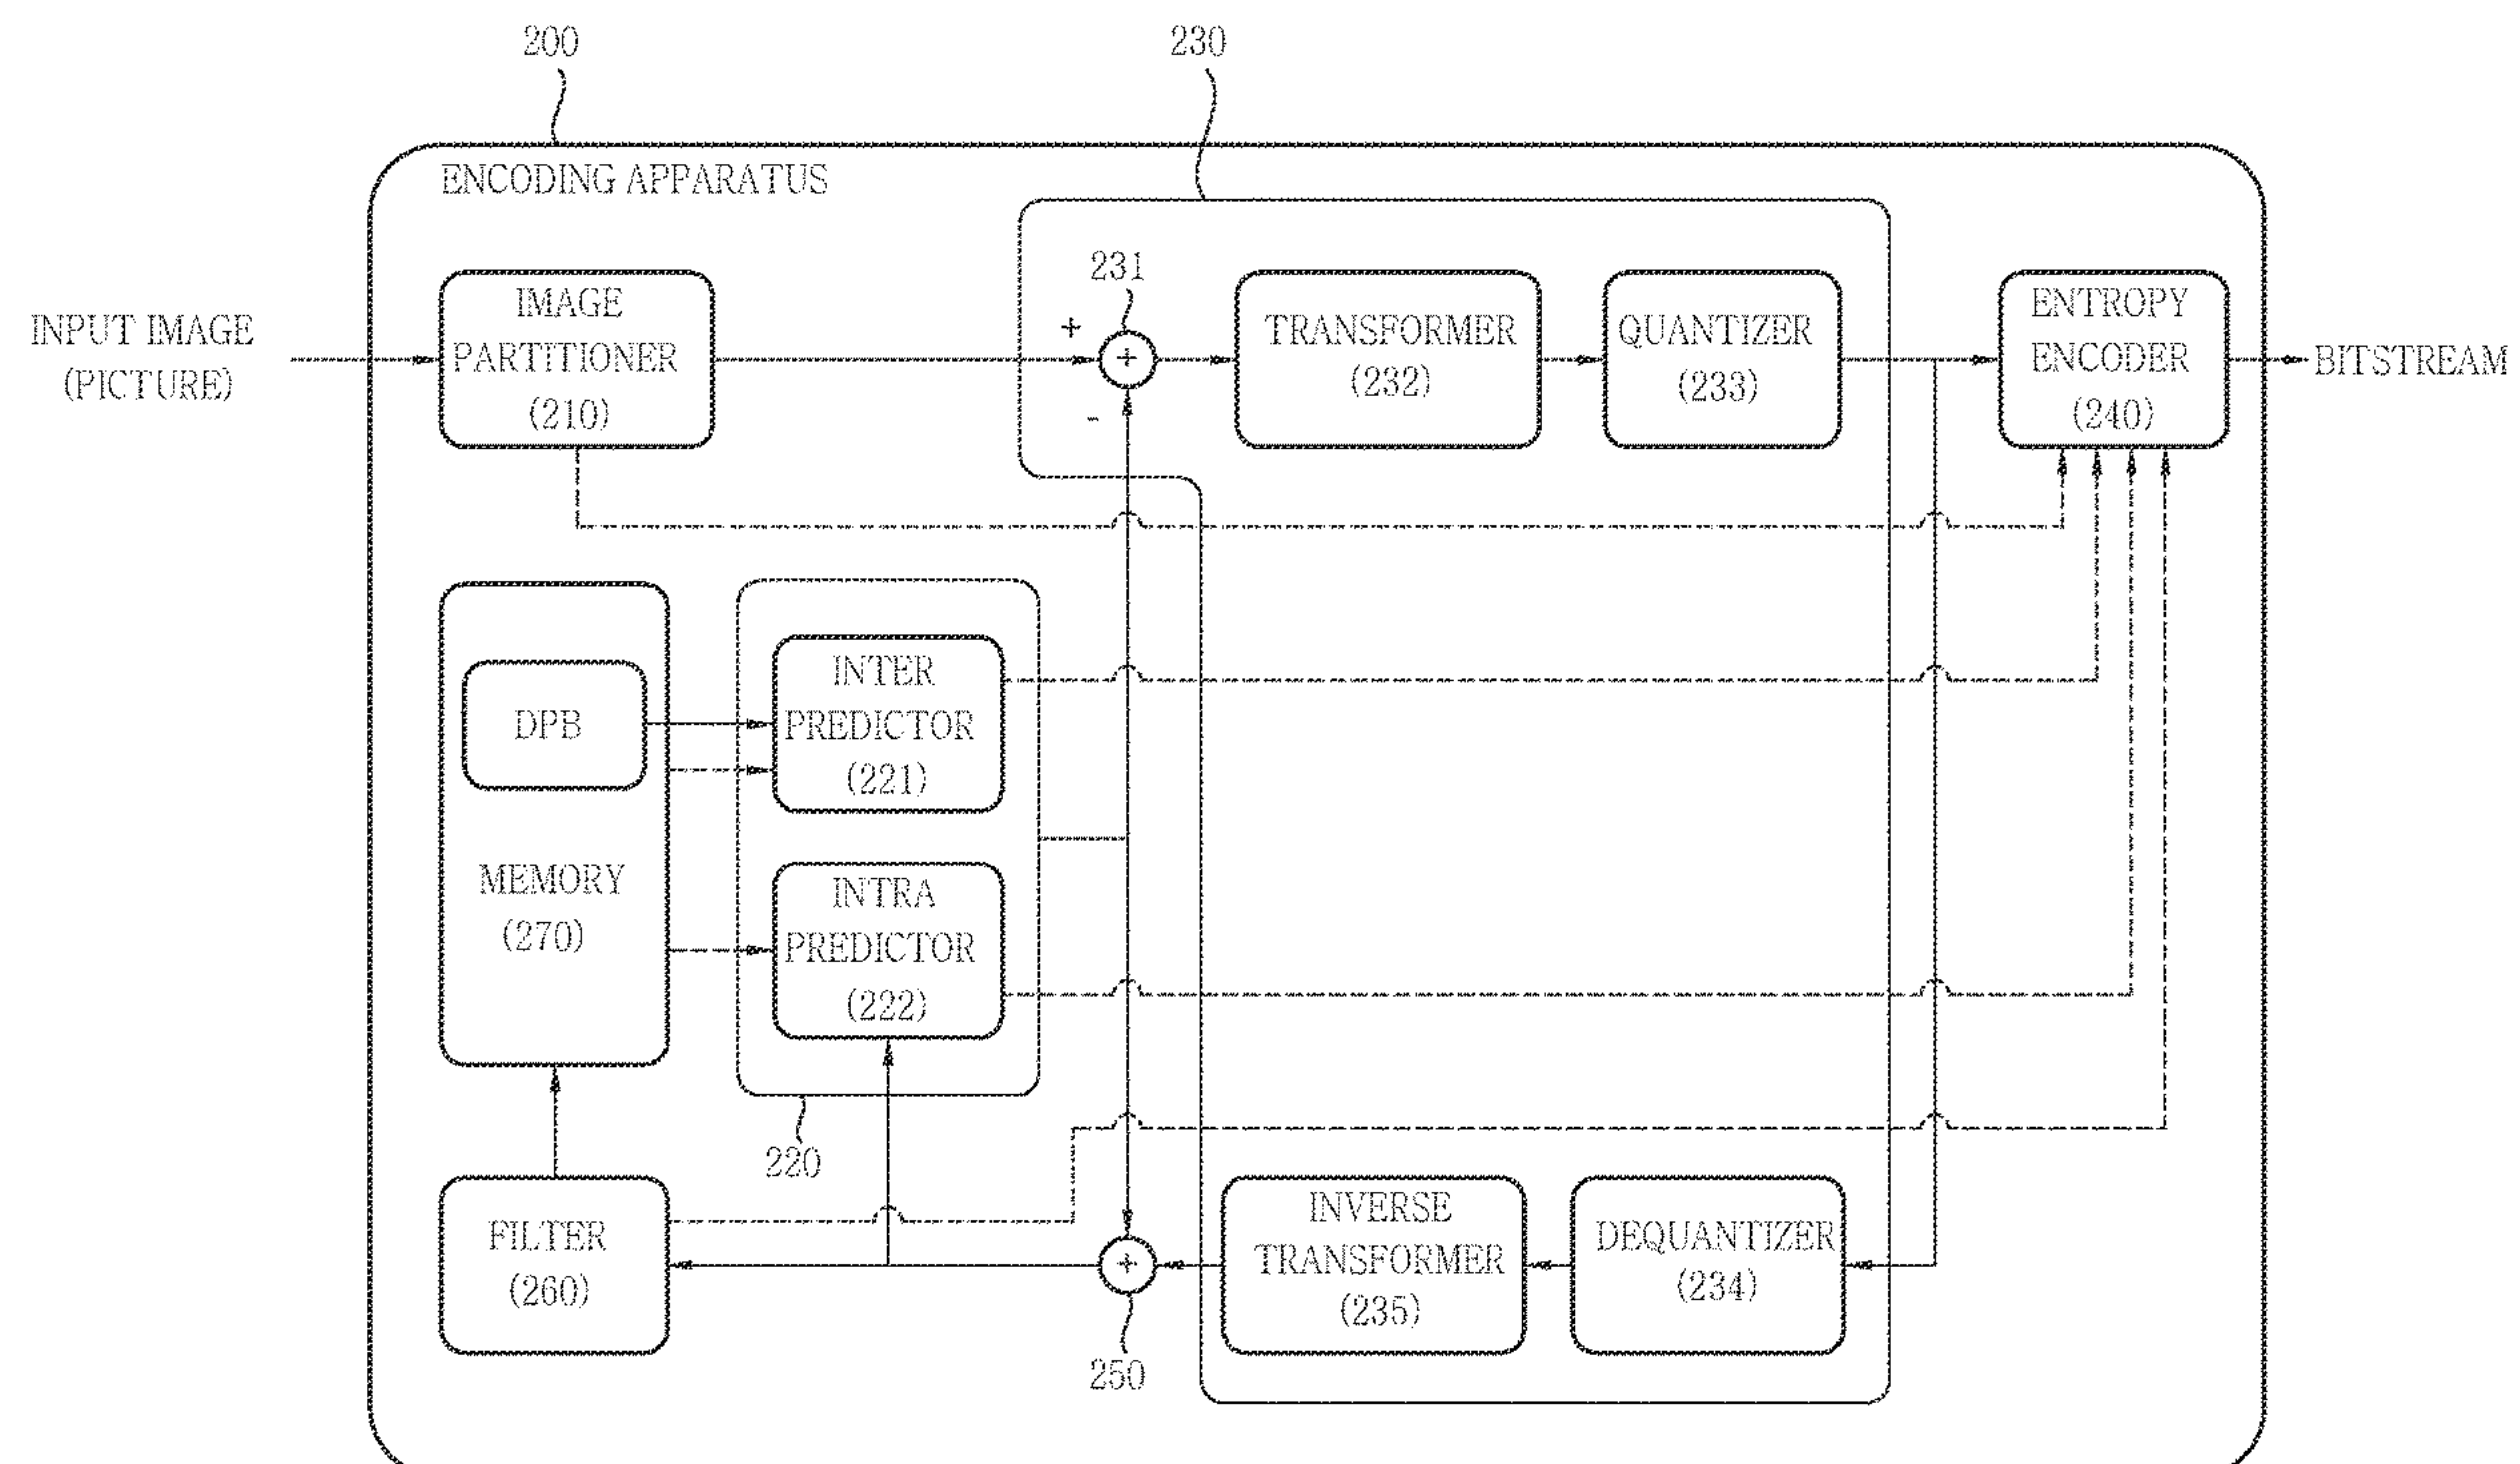 200
230
ENCODING APPARATUS
231
INPUT IMAGE
(PICTURE)
IMAGE
PARTITIONER
(210)
+
+
-
TRANSFORMER
(232)
QUANTIZER
(233)
ENTROPY
ENCODER
(240)
BITSTREAM
DPB
MEMORY
(270)
INTER
PREDICTOR
(221)
INTRA
PREDICTOR
(222)
220
FILTER
(260)
+
250
INVERSE
TRANSFORMER
(235)
DEQUANTIZER
(234)